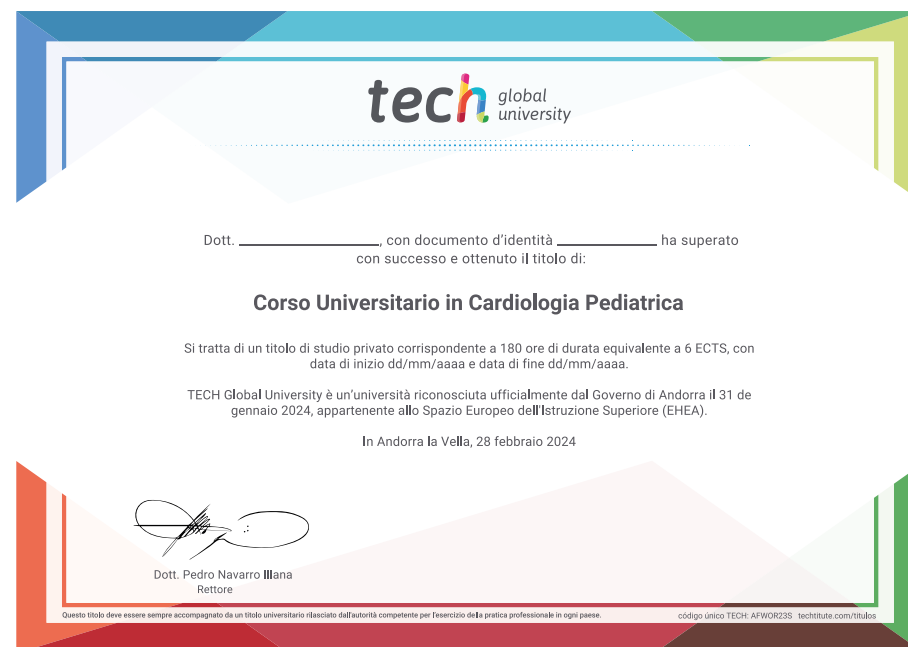 tech global university
Dott. ____________________, con documento d'identità ______________ ha superato
con successo e ottenuto il titolo di:
Corso Universitario in Cardiologia Pediatrica
Si tratta di un titolo di studio privato corrispondente a 180 ore di durata equivalente a 6 ECTS, con
data di inizio dd/mm/aaaa e data di fine dd/mm/aaaa.
TECH Global University è un'università riconosciuta ufficialmente dal Governo di Andorra il 31 de
gennaio 2024, appartenente allo Spazio Europeo dell'Istruzione Superiore (EHEA).
In Andorra la Vella, 28 febbraio 2024
Dott. Pedro Navarro Illana
Rettore
Questo titolo deve essere sempre accompagnato da un titolo universitario rilasciato dall'autorità competente per l'esercizio della pratica professionale in ogni paese.
código único TECH: AFWOR23S techtitute.com/titulos